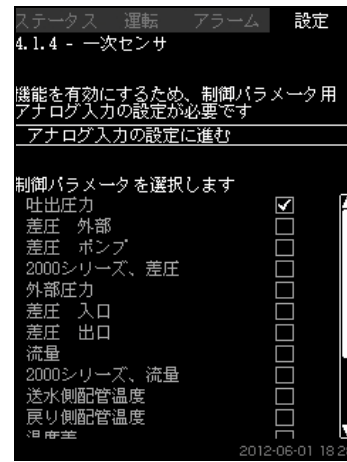 ステータス 運転 アラーム 設定
4.1.4 - 一次センサ
機能を有効にするため、制御パラメータ用
アナログ入力の設定が必要です
アナログ入力の設定に進む
制御パラメータを選択します
吐出圧力
差圧 外部
差圧 ポンプ
2000シリーズ、差圧
外部圧力
差圧 入口
差圧 出口
流量
2000シリーズ、流量
送水側配管温度
戻り側配管温度
温度差
2012-06-01 18:2